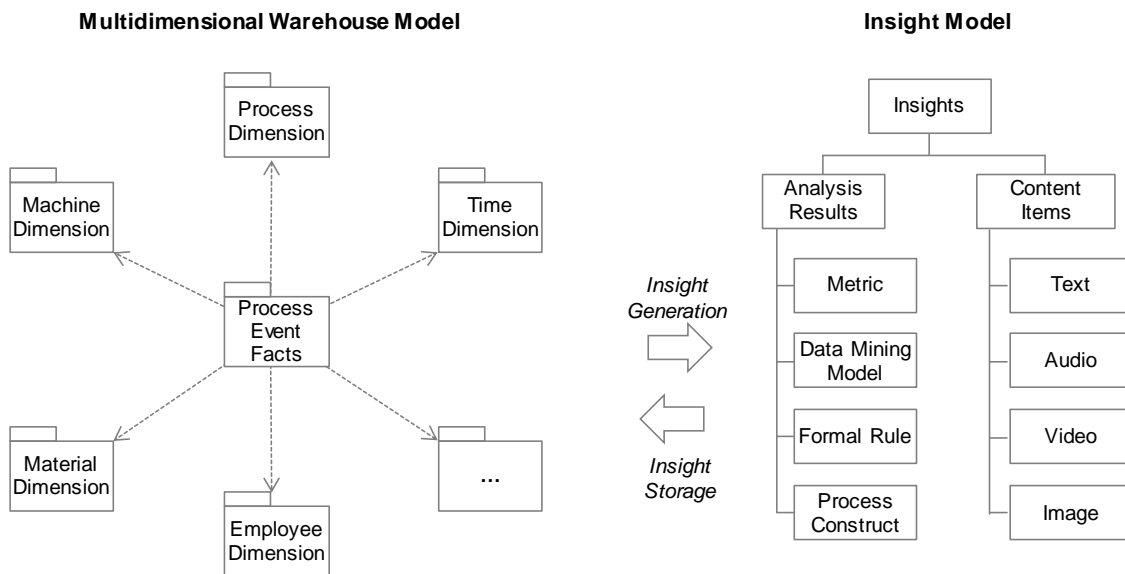 Multidimensional Warehouse Model
Process
Dimension
Machine
Dimension
Time
Dimension
Process
Event
Facts
Material
Dimension
Employee
Dimension
...
Insight
Generation
Insight
Storage
Insight Model
Insights
Analysis
Results
Metric
Data Mining
Model
Formal Rule
Process
Construct
Content
Items
Text
Audio
Video
Image